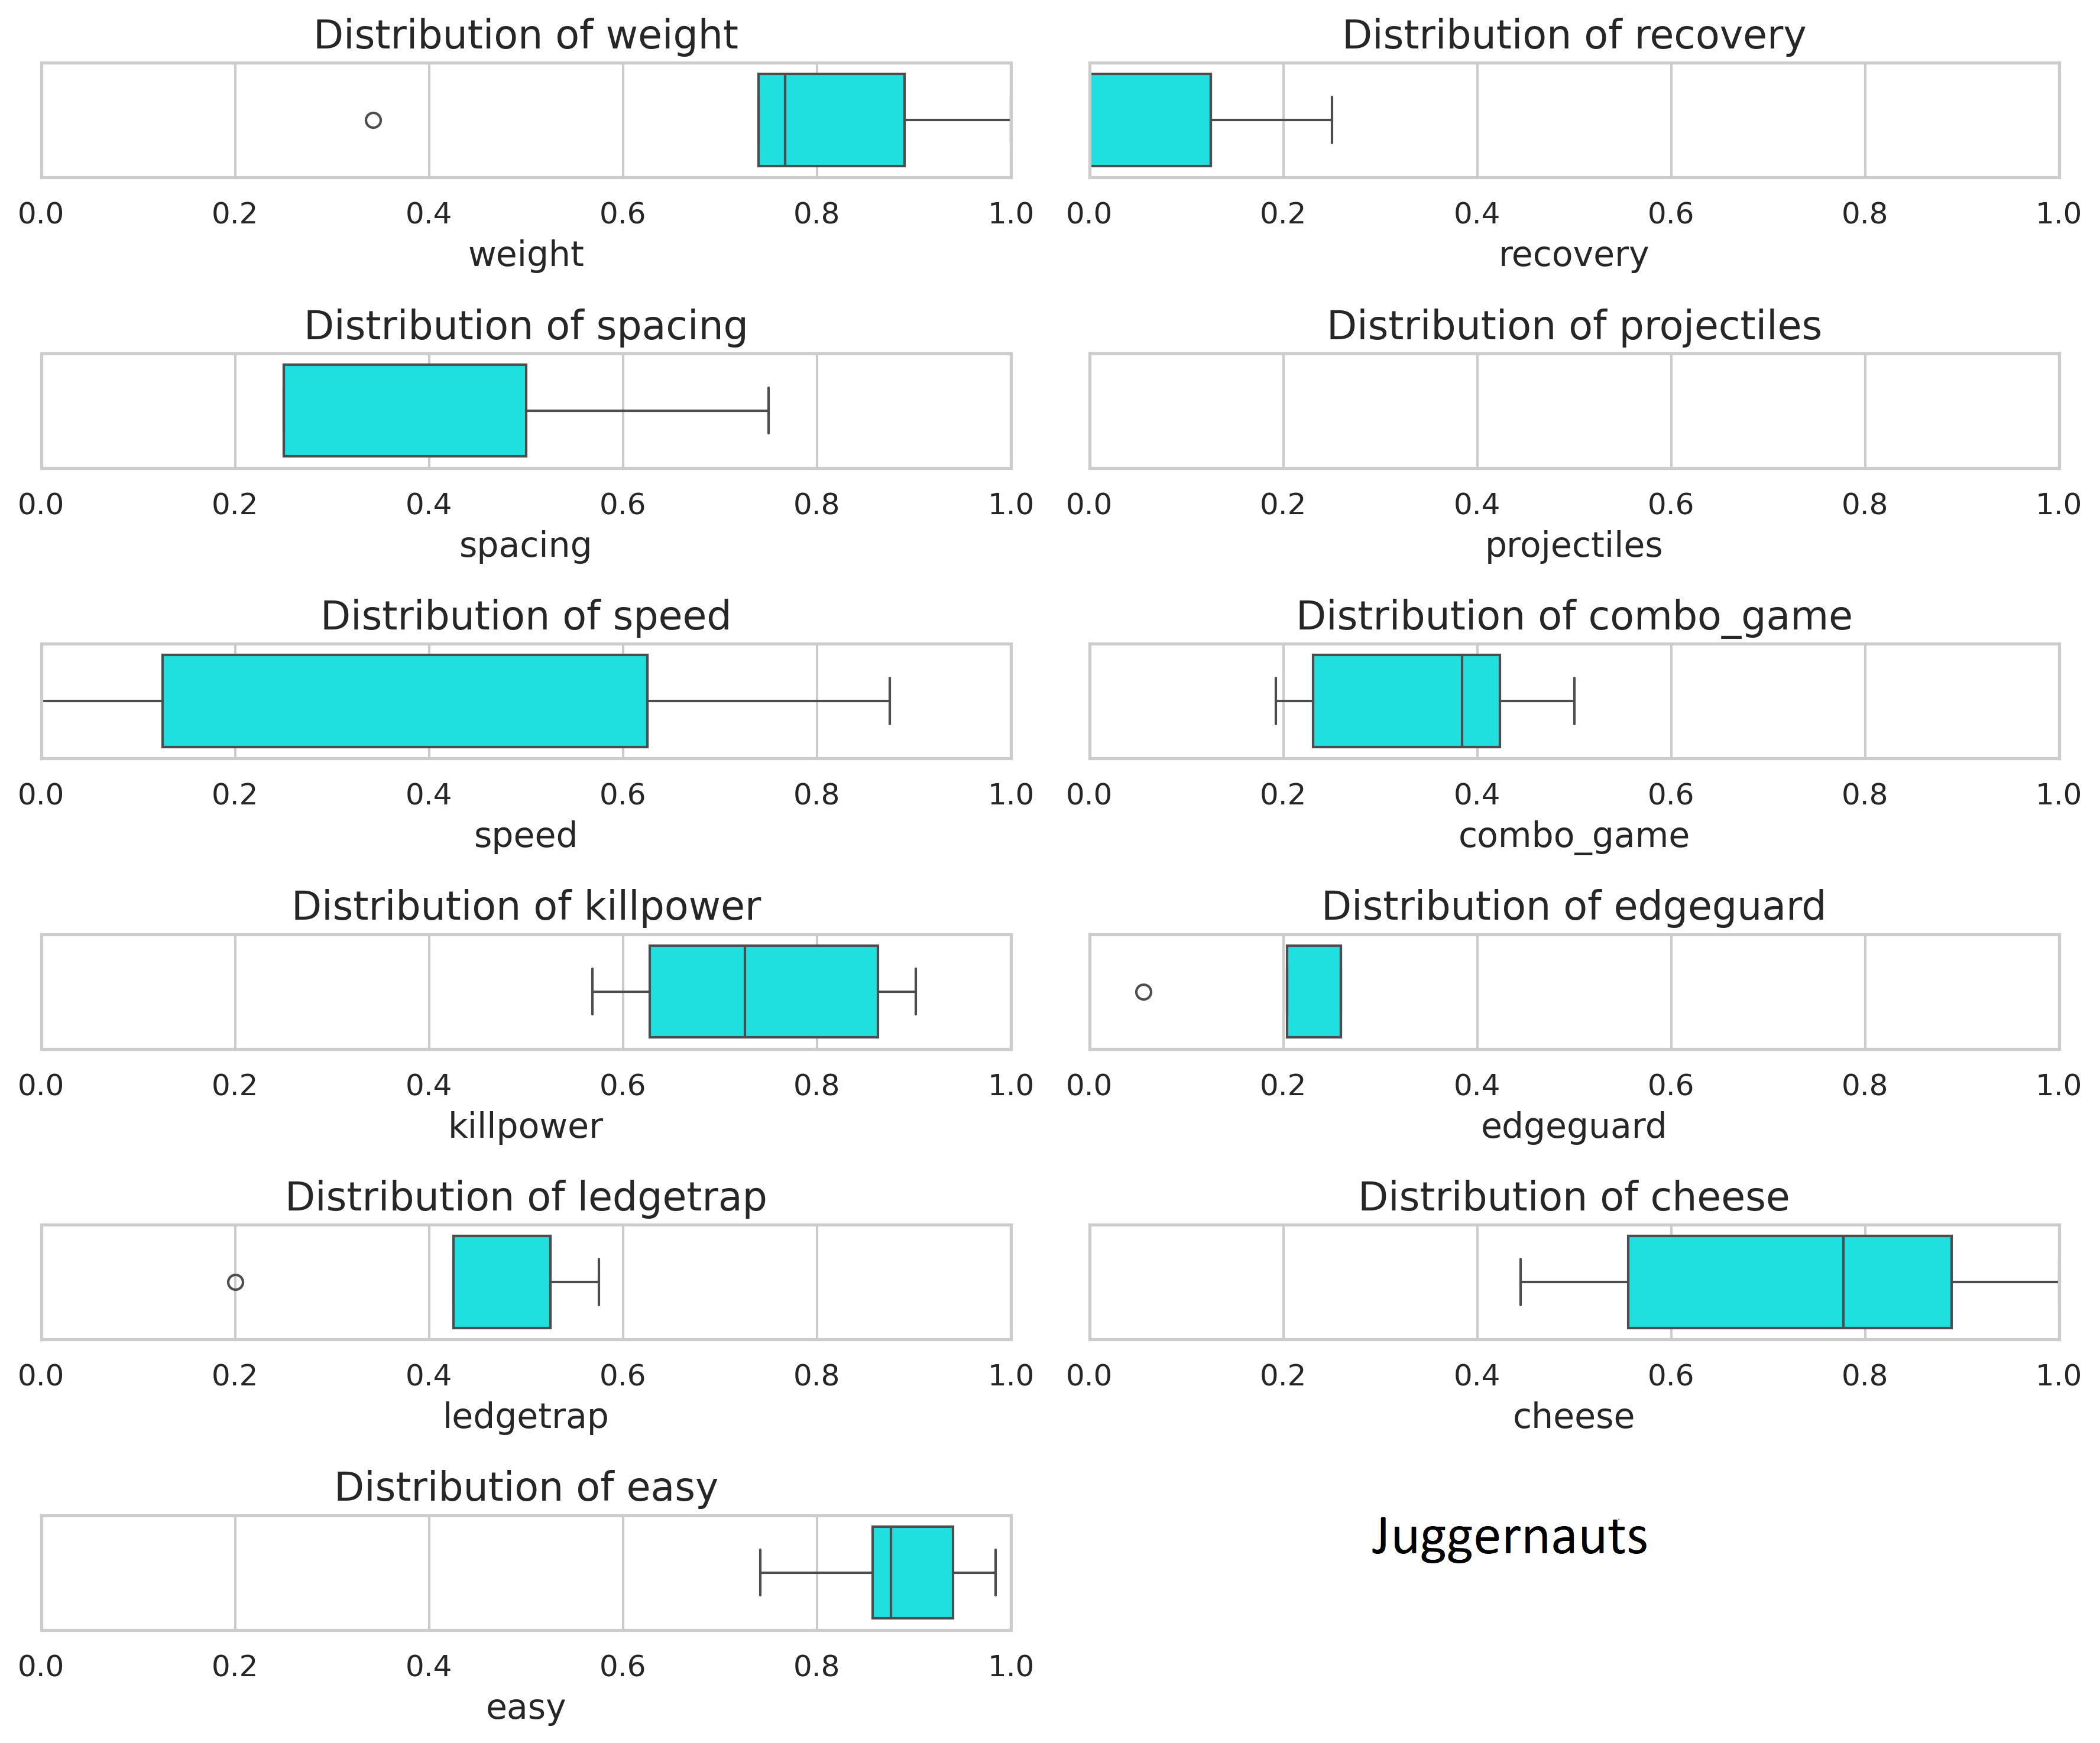 Distribution of weight
0.0 0.2 0.4 0.6 0.8 1.0
weight
Distribution of recovery
0.0 0.2 0.4 0.6 0.8 1.0
recovery
Distribution of spacing
0.0 0.2 0.4 0.6 0.8 1.0
spacing
Distribution of projectiles
0.0 0.2 0.4 0.6 0.8 1.0
projectiles
Distribution of speed
0.0 0.2 0.4 0.6 0.8 1.0
speed
Distribution of combo_game
0.0 0.2 0.4 0.6 0.8 1.0
combo_game
Distribution of killpower
0.0 0.2 0.4 0.6 0.8 1.0
killpower
Distribution of edgeguard
0.0 0.2 0.4 0.6 0.8 1.0
edgeguard
Distribution of ledgetrap
0.0 0.2 0.4 0.6 0.8 1.0
ledgetrap
Distribution of cheese
0.0 0.2 0.4 0.6 0.8 1.0
cheese
Distribution of easy
0.0 0.2 0.4 0.6 0.8 1.0
easy
Juggernauts